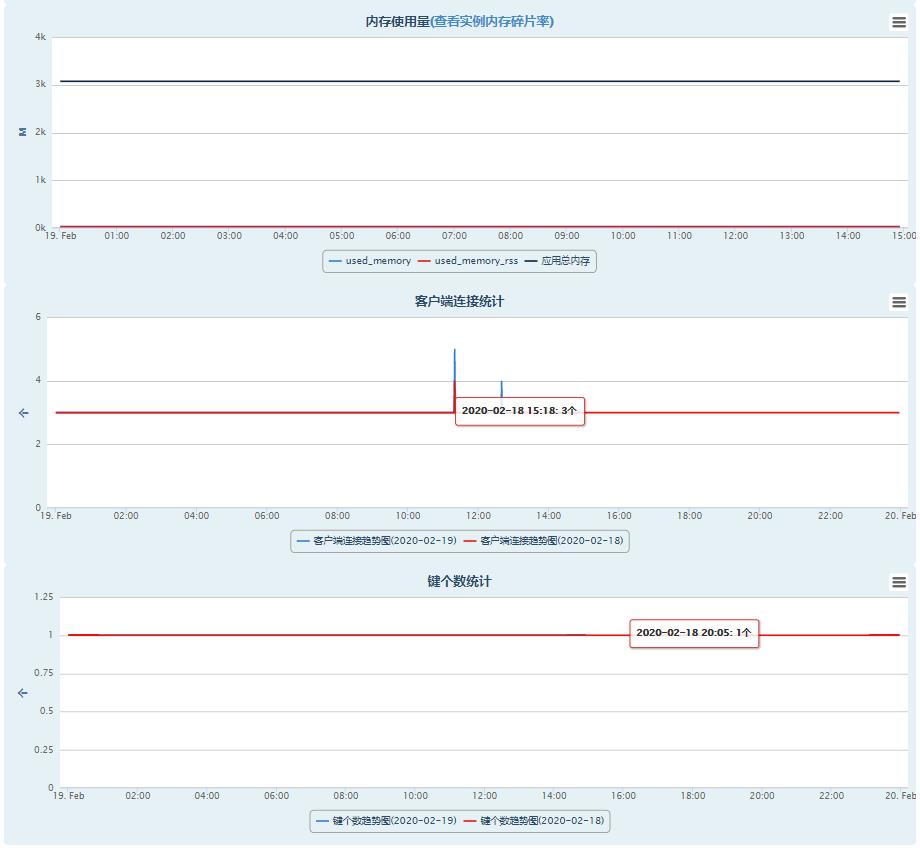 内存使用量(查看实例内存碎片率)
4k
3k
M
2k
1k
0k
19. Feb 01:00 02:00 03:00 04:00 05:00 06:00 07:00 08:00 09:00 10:00 11:00 12:00 13:00 14:00 15:00
used_memory used_memory_rss 应用总内存
客户端连接统计
6
4
2020-02-18 15:18: 3个
个
2
0
19. Feb 02:00 04:00 06:00 08:00 10:00 12:00 14:00 16:00 18:00 20:00 22:00 20. Feb
客户端连接趋势图(2020-02-19) 客户端连接趋势图(2020-02-18)
键个数统计
1.25
2020-02-18 20:05: 1个
1
0.75
个
0.5
0.25
0
19. Feb 02:00 04:00 06:00 08:00 10:00 12:00 14:00 16:00 18:00 20:00 22:00 20. Feb
键个数趋势图(2020-02-19) 键个数趋势图(2020-02-18)